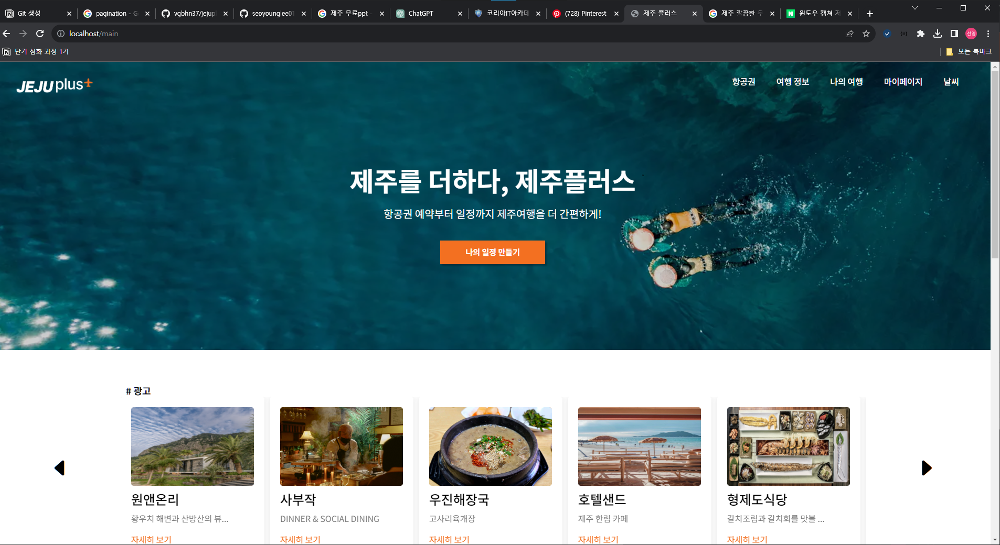 Git 생성
pagination - G
vgbhn37/jejupl
seoyounglee01
제주 무료ppt -
ChatGPT
코리아IT아카데
(728) Pinterest
제주 플러스
제주 깔끔한 무
윈도우 캡쳐 저
localhost/main
선영
단기 심화 과정 1기
모든 북마크
JEJU plus+
항공권
여행 정보
나의 여행
마이페이지
날씨
제주를 더하다, 제주플러스
항공권 예약부터 일정까지 제주여행을 더 간편하게!
나의 일정 만들기
# 광고
원앤온리
황우치 해변과 산방산의 뷰...
자세히 보기
사부작
DINNER & SOCIAL DINING
자세히 보기
우진해장국
고사리육개장
자세히 보기
호텔샌드
제주 한림 카페
자세히 보기
형제도식당
갈치조림과 갈치회를 맛볼 ...
자세히 보기